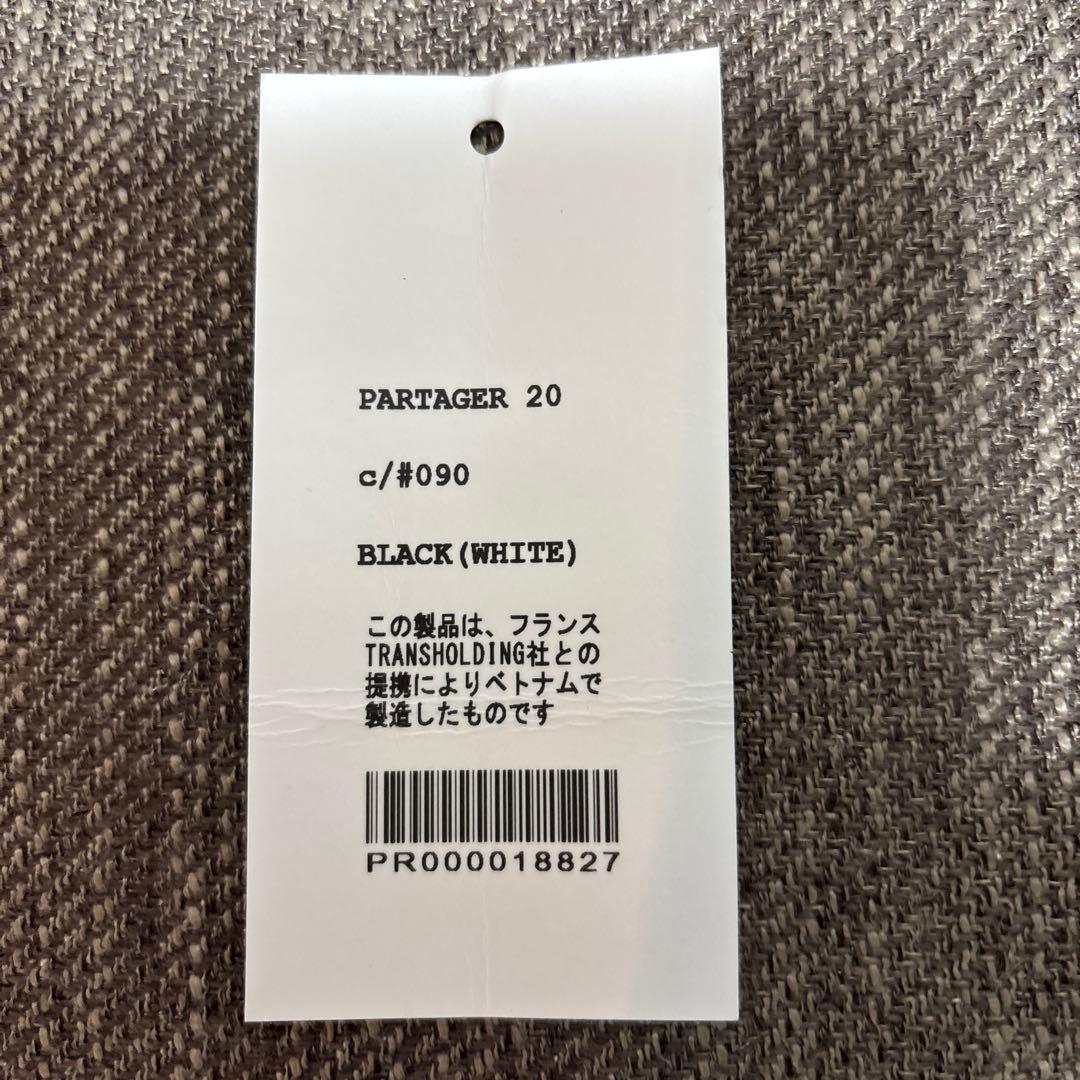 PARTAGER 20
c/#090
BLACK(WHITE)
この製品は、フランス
TRANSHOLDING社との
提携によりベトナムで
製造したものです
PR000018827